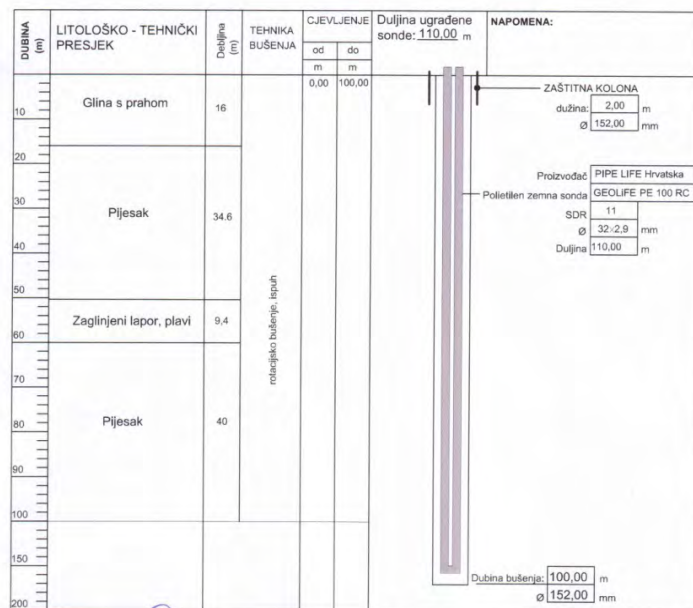 DUBINA (m)
LITOLOŠKO - TEHNIČKI
PRESJEK
Debljina (m)
TEHNIKA
BUŠENJA
CJEVLJENJE
od do
m m
0,00 100,00
Duljina ugrađene
sonde: 110,00 m
NAPOMENA:
10
20
30
40
50
60
70
80
90
100
150
200
Glina s prahom 16
Pijesak 34.6
Zaglinjeni lapor, plavi 9,4
Pijesak 40
rotacijsko bušenje, ispuh
ZAŠTITNA KOLONA
dužina: 2,00 m
Ø 152,00 mm
Proizvođač PIPE LIFE Hrvatska
Polietilen zemna sonda GEOLIFE PE 100 RC
SDR 11
Ø 32×2,9 mm
Duljina 110,00 m
Dubina bušenja: 100,00 m
Ø 152,00 mm